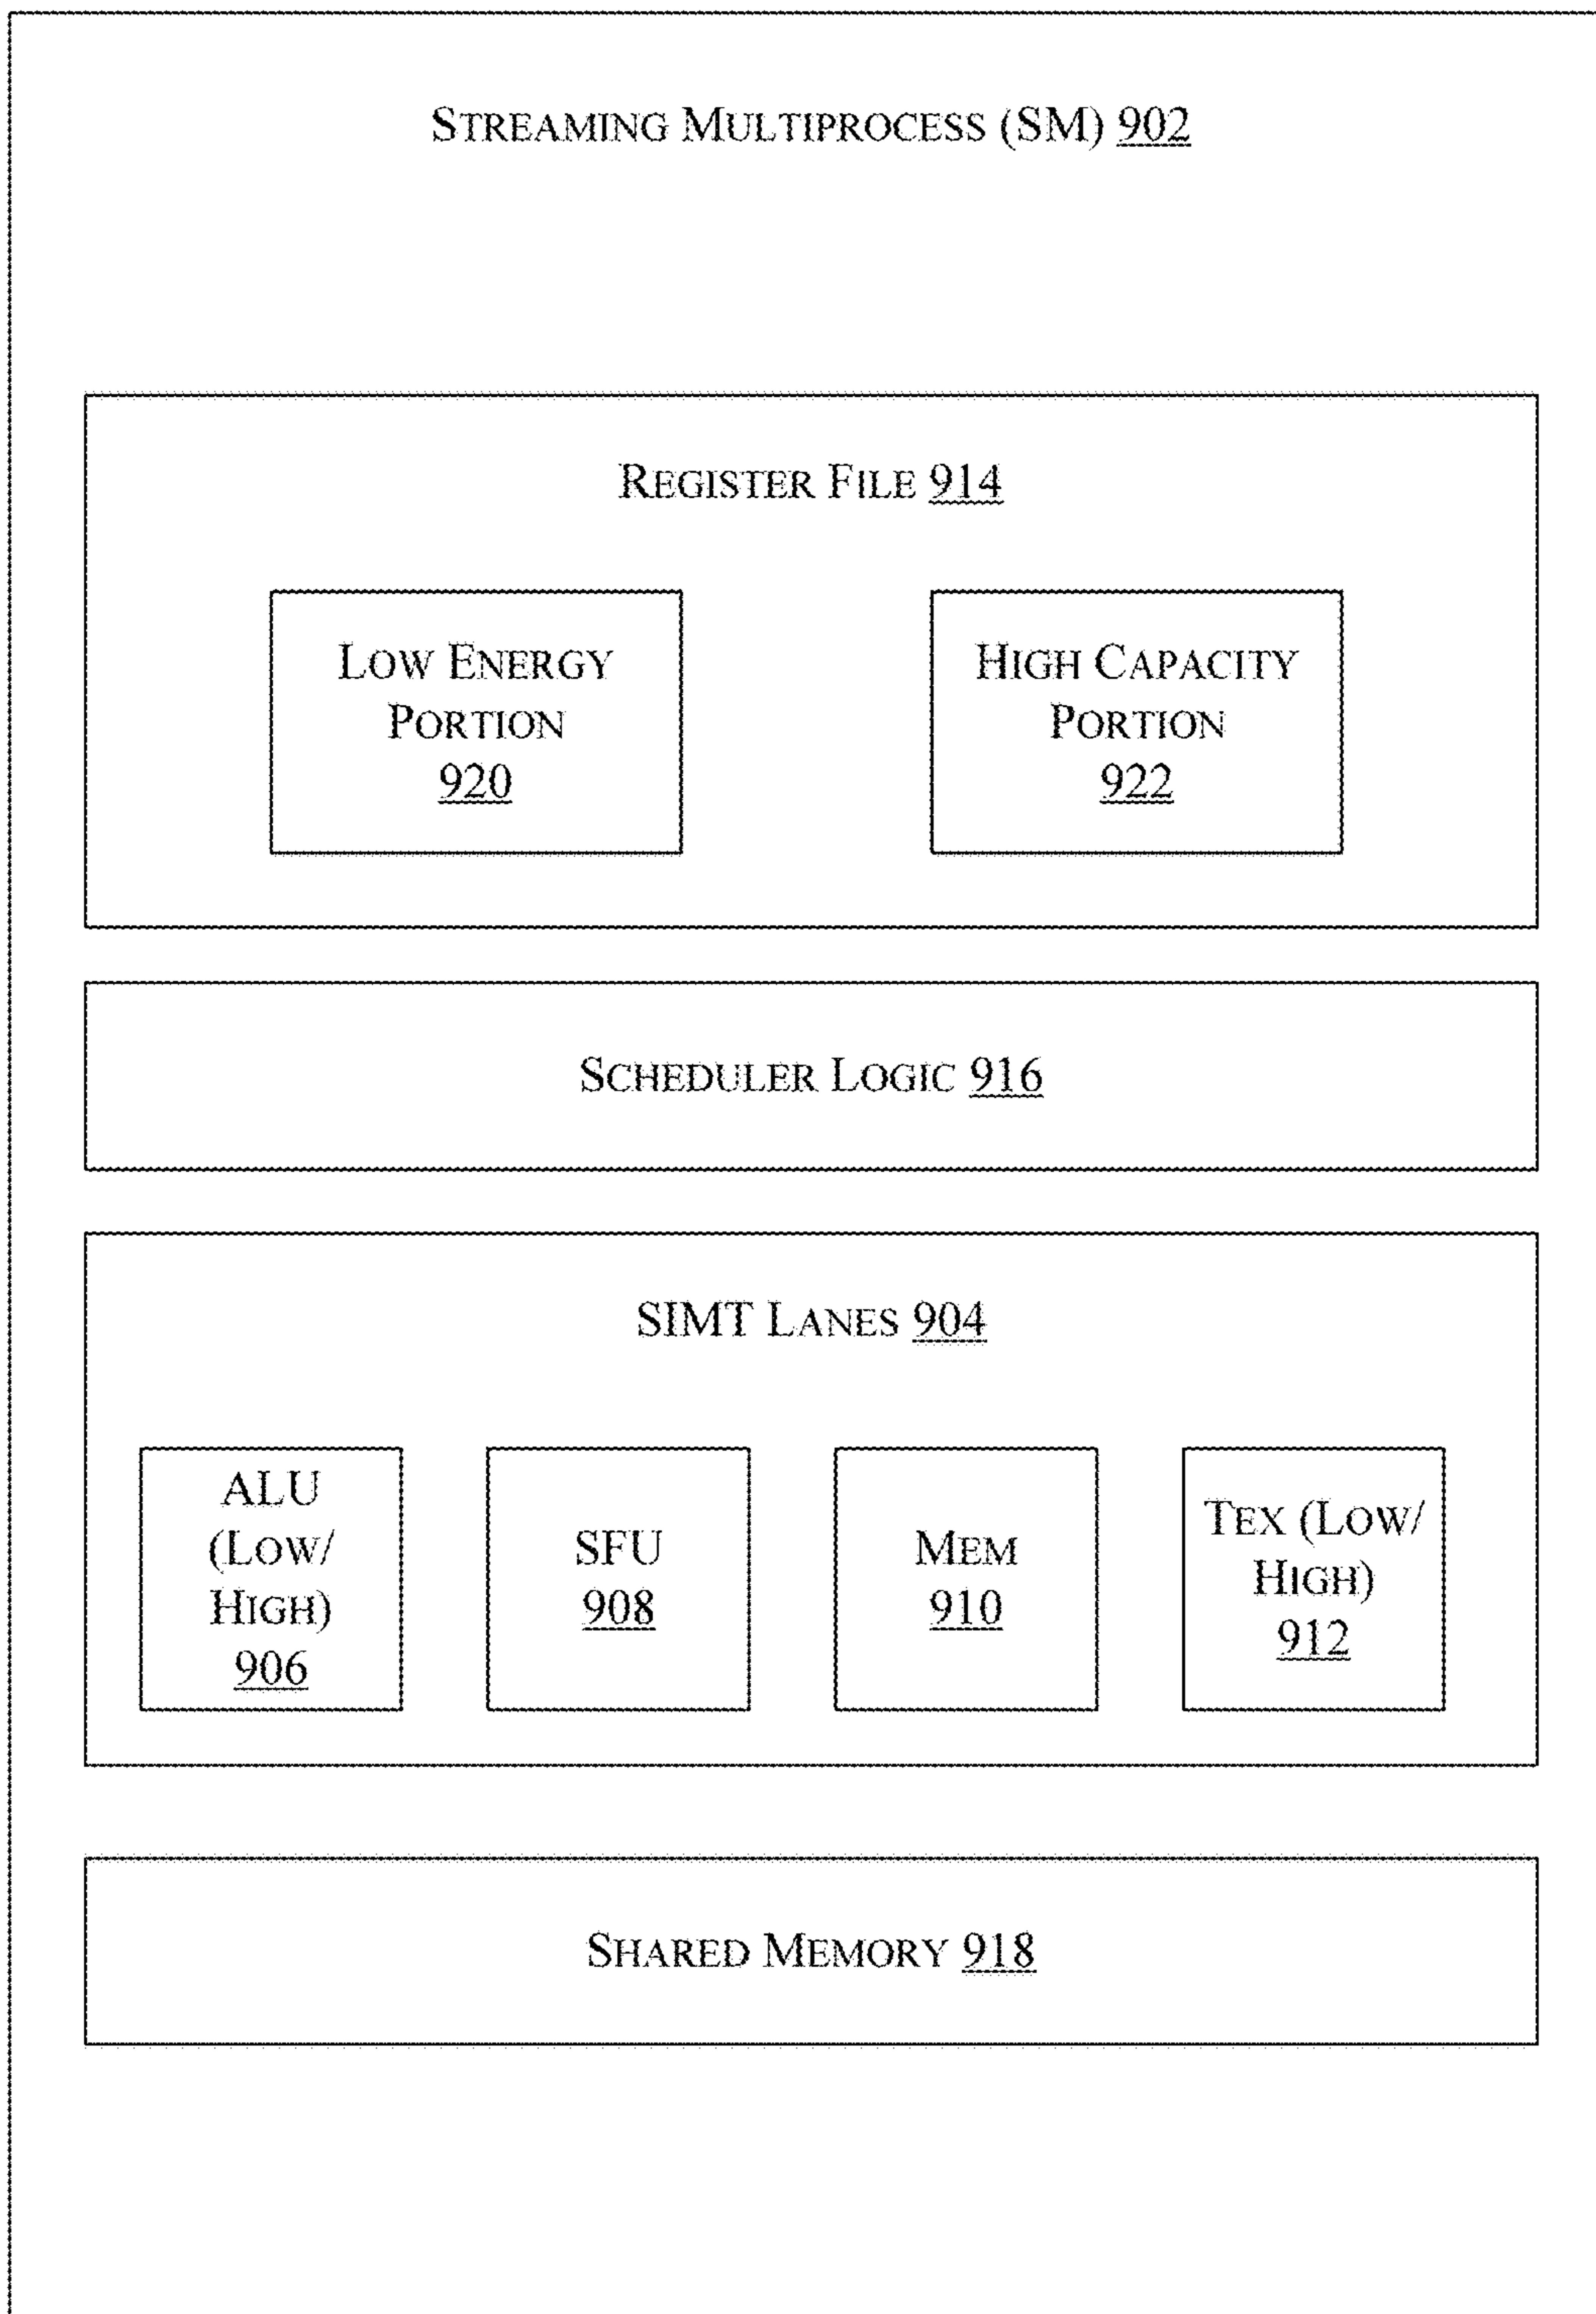 STREAMING MULTIPROCESS (SM) 902
REGISTER FILE 914
LOW ENERGY
PORTION
920
HIGH CAPACITY
PORTION
922
SCHEDULER LOGIC 916
SIMT LANES 904
ALU
(LOW/
HIGH)
906
SFU
908
MEM
910
TEX (LOW/
HIGH)
912
SHARED MEMORY 918